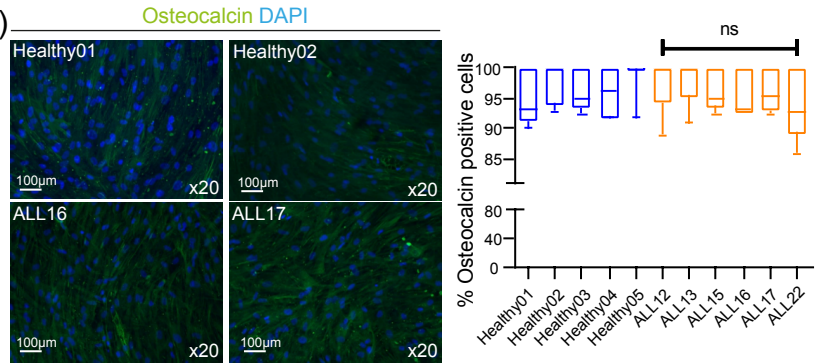 )
Osteocalcin DAPI
Healthy01
100µm
x20
Healthy02
100µm
x20
ALL16
100µm
x20
ALL17
100µm
x20
ns
% Osteocalcin positive cells
100
95
90
85
80
40
0
Healthy01
Healthy02
Healthy03
Healthy04
Healthy05
ALL12
ALL13
ALL15
ALL16
ALL17
ALL22